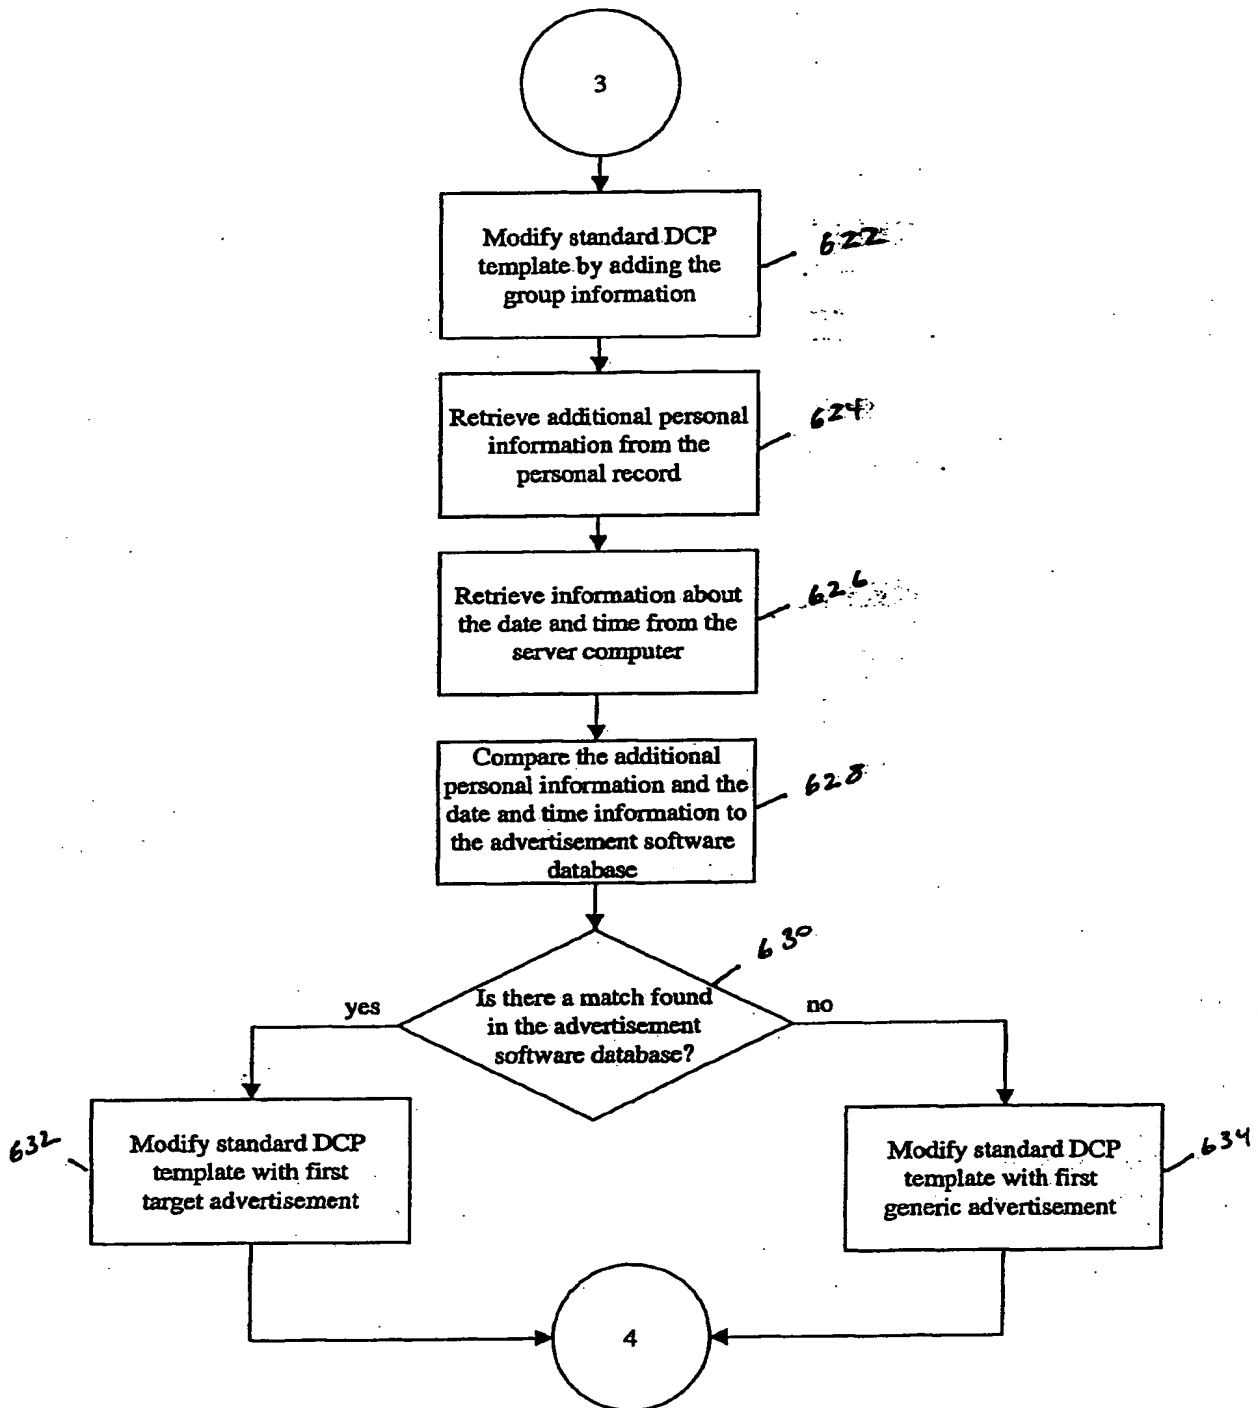 3
Modify standard DCP
template by adding the
group information
622
Retrieve additional personal
information from the
personal record
624
Retrieve information about
the date and time from the
server computer
626
Compare the additional
personal information and the
date and time information to
the advertisement software
database
628
Is there a match found
in the advertisement
software database?
630
yes
no
Modify standard DCP
template with first
target advertisement
632
Modify standard DCP
template with first
generic advertisement
634
4